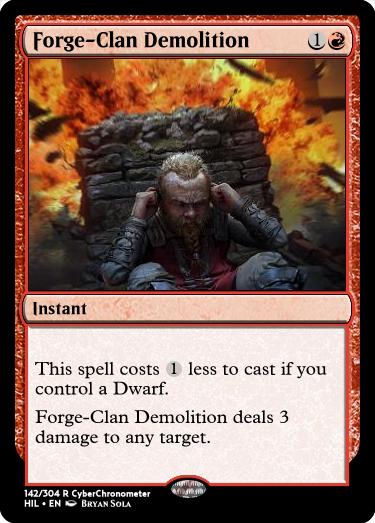 Forge-Clan Demolition 1
Instant
This spell costs 1 less to cast if you
control a Dwarf.
Forge-Clan Demolition deals 3
damage to any target.
142/304 R CyberChronometer
HIL • EN Bryan Sola